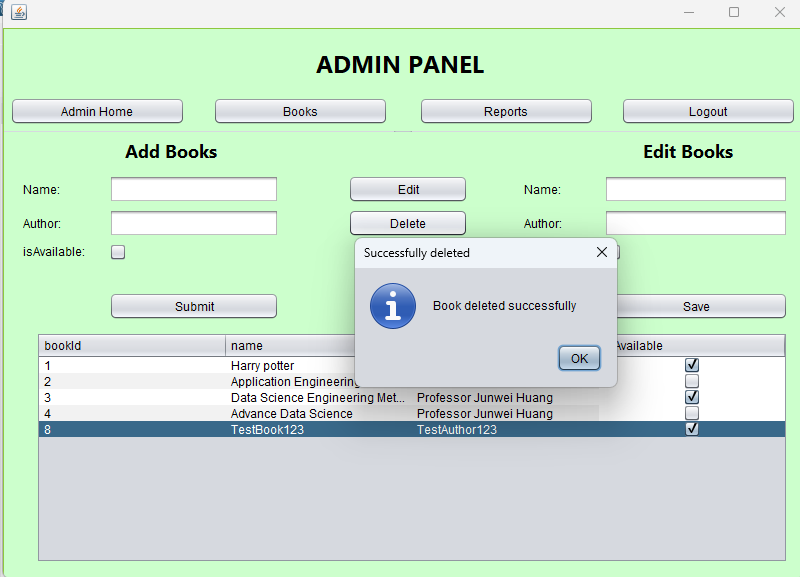 ADMIN PANEL
Admin Home Books Reports Logout
Add Books Edit Books
Name: Edit Name:
Author: Delete Author:
isAvailable:
Successfully deleted
Book deleted successfully
Submit Save
OK
bookId name Available
1 Harry potter
2 Application Engineering
3 Data Science Engineering Met... Professor Junwei Huang
4 Advance Data Science Professor Junwei Huang
8 TestBook123 TestAuthor123